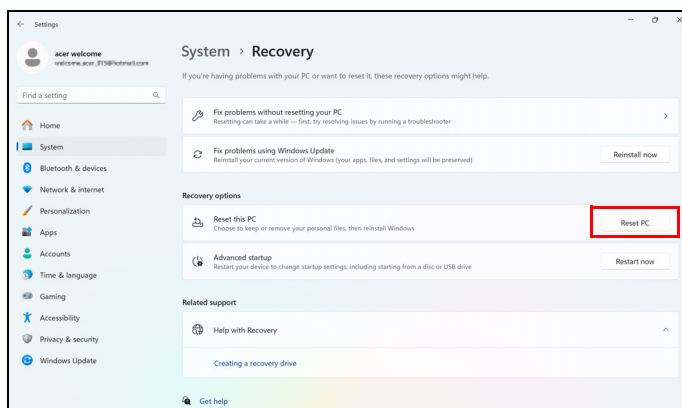 Settings
acer welcome
System > Recovery
If you're having problems with your PC or want to reset it, these recovery options might help.
Find a setting
Home
System
Bluetooth & devices
Network & internet
Personalization
Apps
Accounts
Time & language
Gaming
Accessibility
Privacy & security
Windows Update
Fix problems without resetting your PC
Resetting can take a while — first, try resolving issues by running a troubleshooter
Fix problems using Windows Update
Reinstall your current version of Windows (your apps, files, and settings will be preserved)
Reinstall now
Recovery options
Reset this PC
Choose to keep or remove your personal files, then reinstall Windows
Reset PC
Advanced startup
Restart your device to change startup settings, including starting from a disc or USB drive
Restart now
Related support
Help with Recovery
Creating a recovery drive
Get help